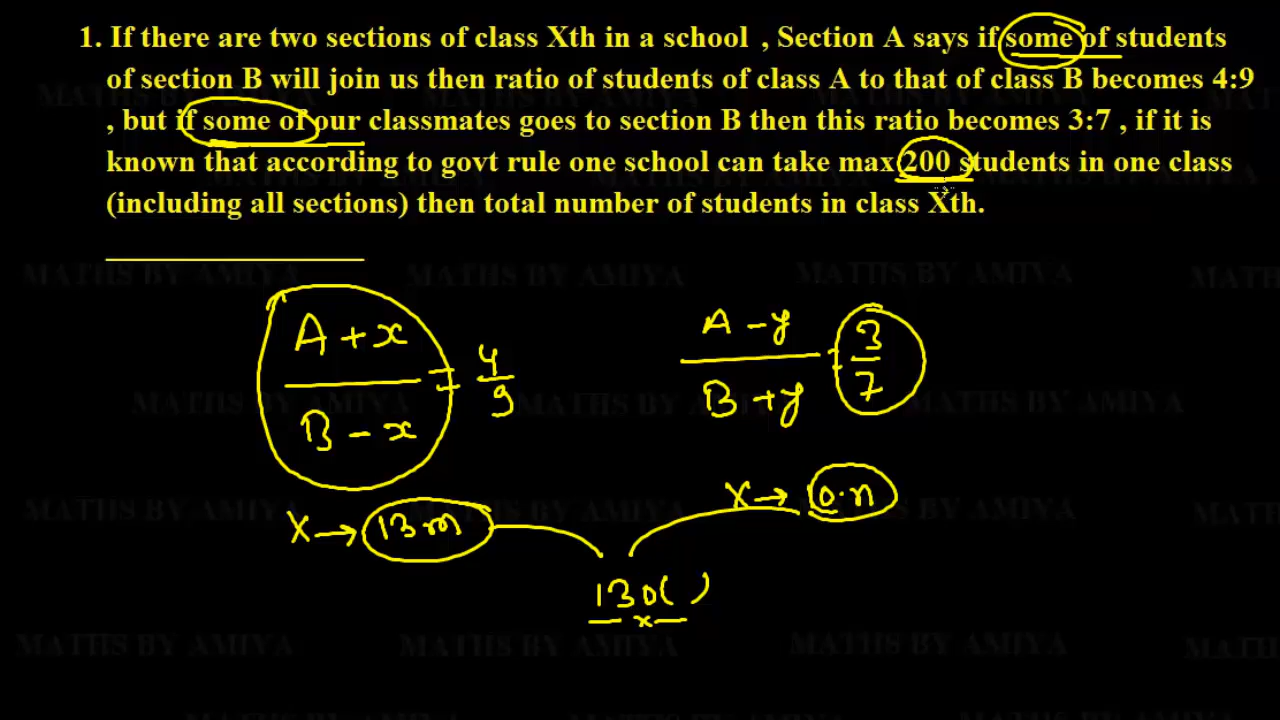 1. If there are two sections of class Xth in a school , Section A says if some of students
of section B will join us then ratio of students of class A to that of class B becomes 4:9
, but if some of our classmates goes to section B then this ratio becomes 3:7 , if it is
known that according to govt rule one school can take max 200 students in one class
(including all sections) then total number of students in class Xth.
MATHS BY AMIYA
A + x
B - x
= 4
9
A - y
B + y
= 3
7
X → 13m
X → 10.n
130( )
x